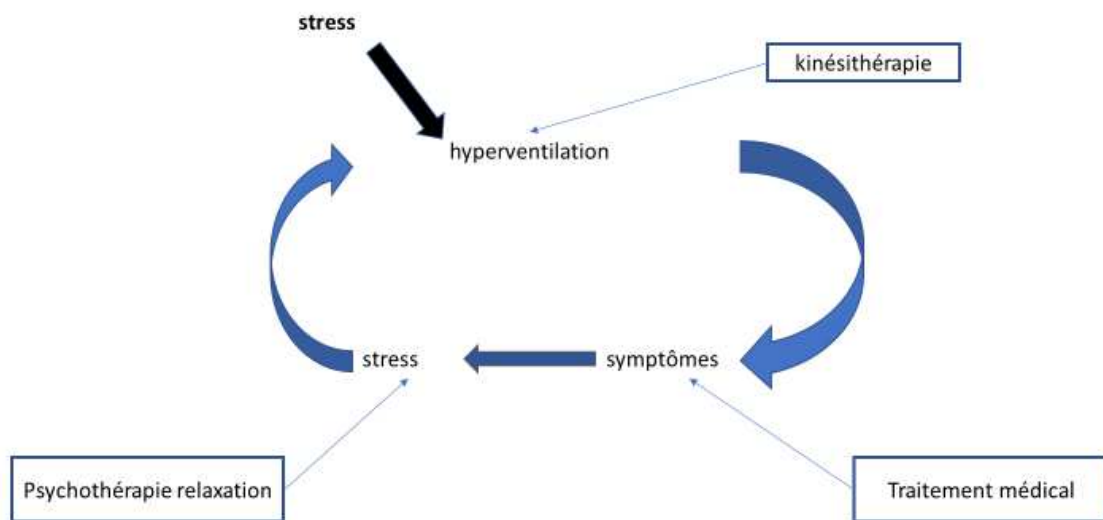 stress
kinésithérapie
hyperventilation
stress
symptômes
Psychothérapie relaxation
Traitement médical